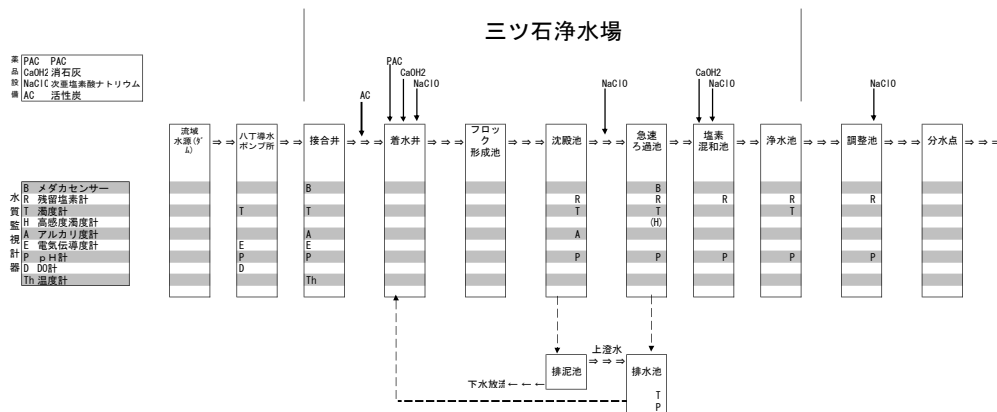 三ツ石浄水場
薬品設備
PAC PAC
CaOH2 消石灰
NaClO 次亜塩素酸ナトリウム
AC 活性炭
AC
PAC
CaOH2
NaClO
NaClO
CaOH2
NaClO
NaClO
流域
水源(ダ
ム)
⇒⇒
八丁導水
ポンプ所
⇒⇒
接合井
⇒⇒⇒
着水井
⇒⇒⇒
フロッ
ク
形成池
⇒⇒⇒
沈殿池
⇒⇒⇒
急速
ろ過池
⇒⇒
塩素
混和池
⇒⇒
浄水池
⇒⇒⇒
調整池
⇒⇒⇒
分水点
⇒⇒⇒
水質監視計器
B メダカセンサー
B
B
R 残留塩素計
R
R
R
R
R
T 濁度計
T
T
T
T
T
H 高感度濁度計
(H)
A アルカリ度計
A
A
E 電気伝導度計
E
E
P pH計
P
P
P
P
P
P
P
D DO計
D
Th 温度計
Th
排泥池
上澄水
⇒⇒⇒
排水池
下水放流 ←←←
T
P